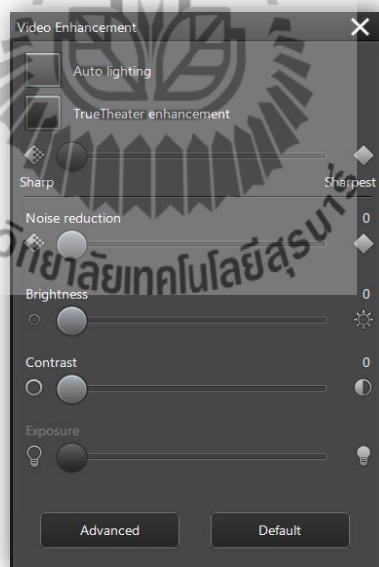 Video Enhancement
Auto lighting
TrueTheater enhancement
Sharp Sharpest
Noise reduction 0
วิทยาลัยเทคโนโลยีสุรนารี
Brightness 0
Contrast 0
Exposure
Advanced Default